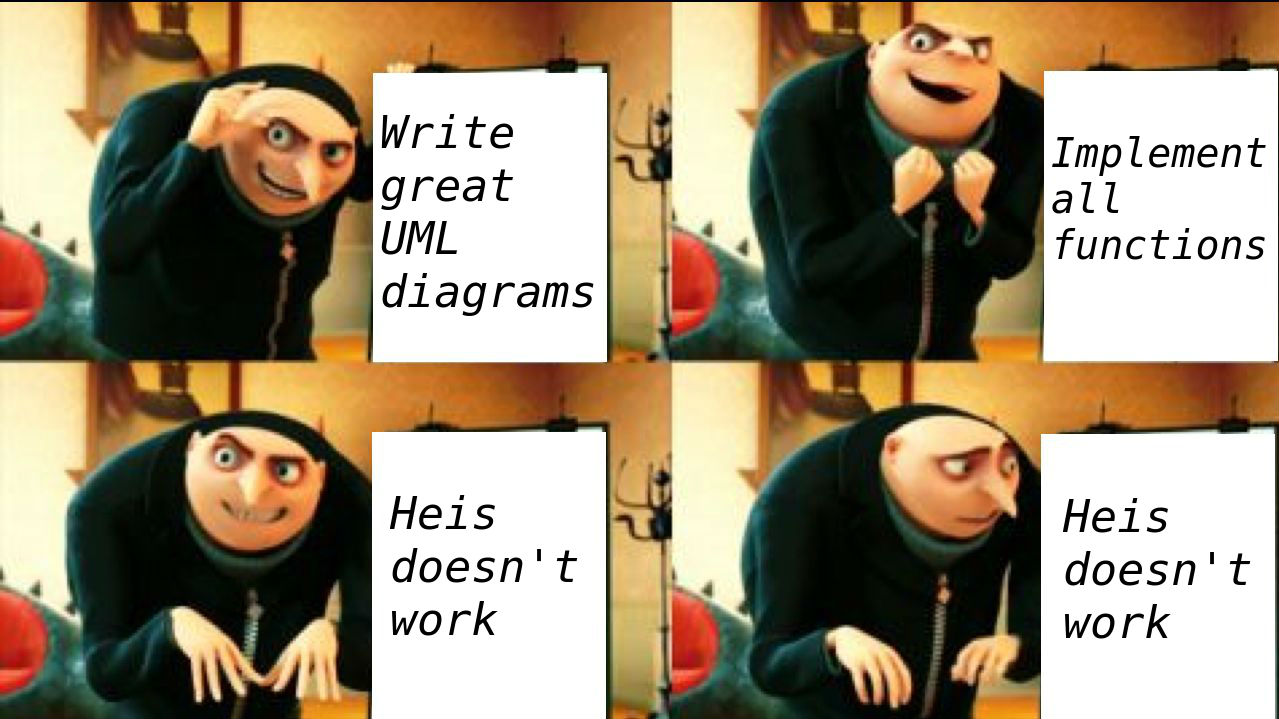 Write
great
UML
diagrams
Implement
all
functions
Heis
doesn't
work
Heis
doesn't
work